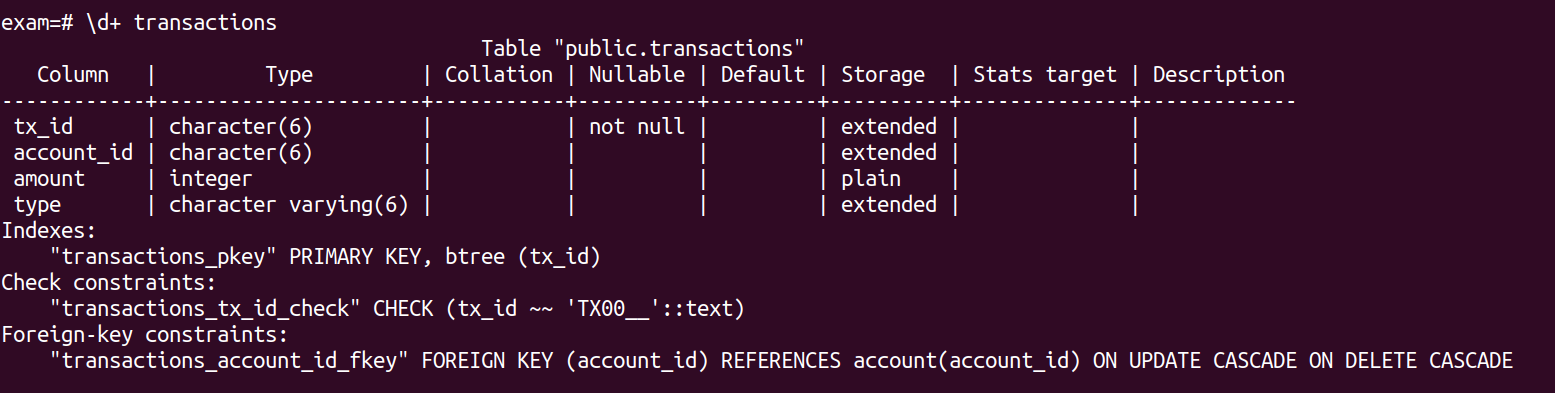 exam=# \d+ transactions
                                        Table "public.transactions"
   Column   |         Type         | Collation | Nullable | Default | Storage  | Stats target | Description
------------+----------------------+-----------+----------+---------+----------+--------------+-------------
 tx_id      | character(6)         |           | not null |         | extended |              |
 account_id | character(6)         |           |          |         | extended |              |
 amount     | integer              |           |          |         | plain    |              |
 type       | character varying(6) |           |          |         | extended |              |
Indexes:
    "transactions_pkey" PRIMARY KEY, btree (tx_id)
Check constraints:
    "transactions_tx_id_check" CHECK (tx_id ~~ 'TX00__'::text)
Foreign-key constraints:
    "transactions_account_id_fkey" FOREIGN KEY (account_id) REFERENCES account(account_id) ON UPDATE CASCADE ON DELETE CASCADE